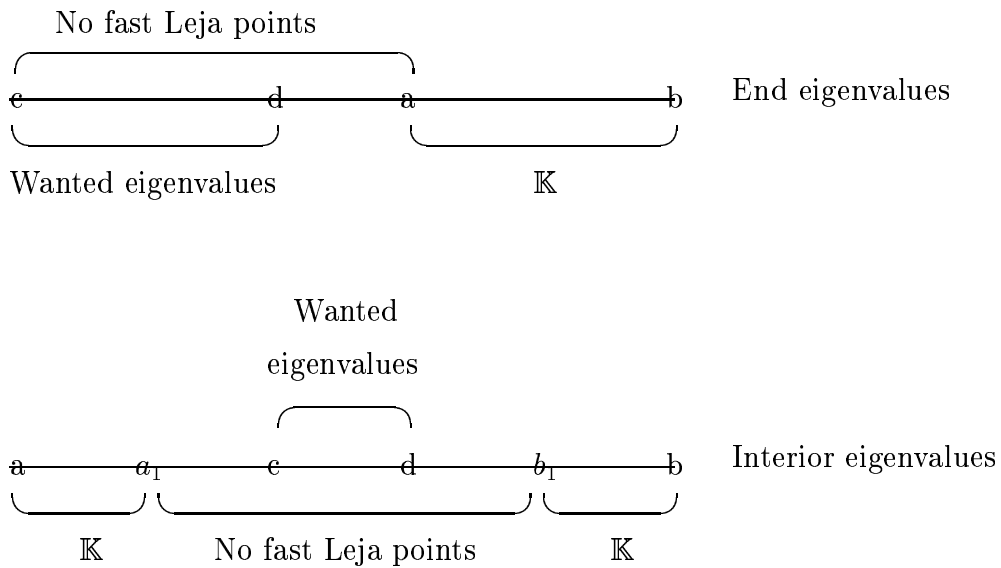 No fast Leja points
c d a b End eigenvalues
Wanted eigenvalues 𝕂
Wanted
eigenvalues
a a₁ c d b₁ b Interior eigenvalues
𝕂 No fast Leja points 𝕂